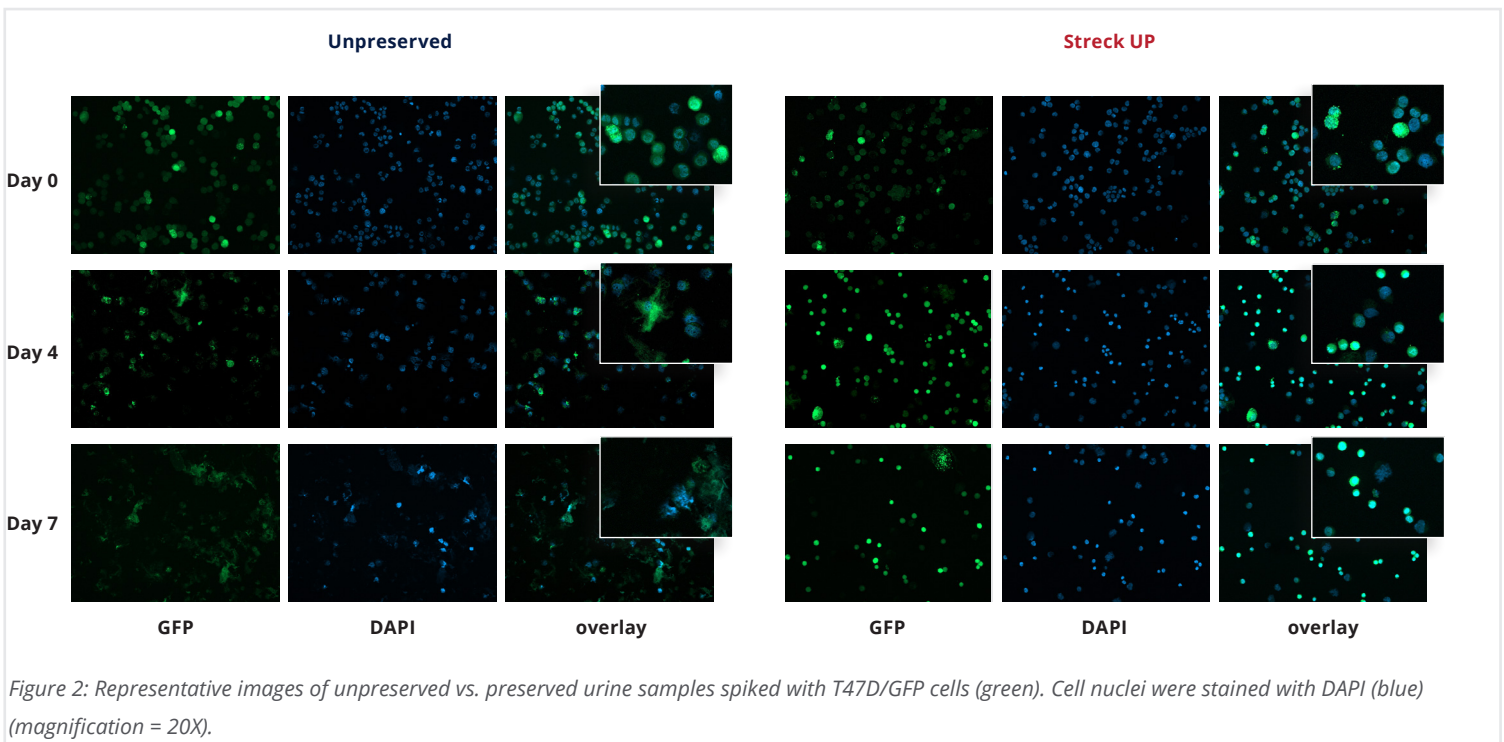 Unpreserved
Streck UP
Day 0
Day 4
Day 7
GFP
DAPI
overlay
GFP
DAPI
overlay
Figure 2: Representative images of unpreserved vs. preserved urine samples spiked with T47D/GFP cells (green). Cell nuclei were stained with DAPI (blue)
(magnification = 20X).